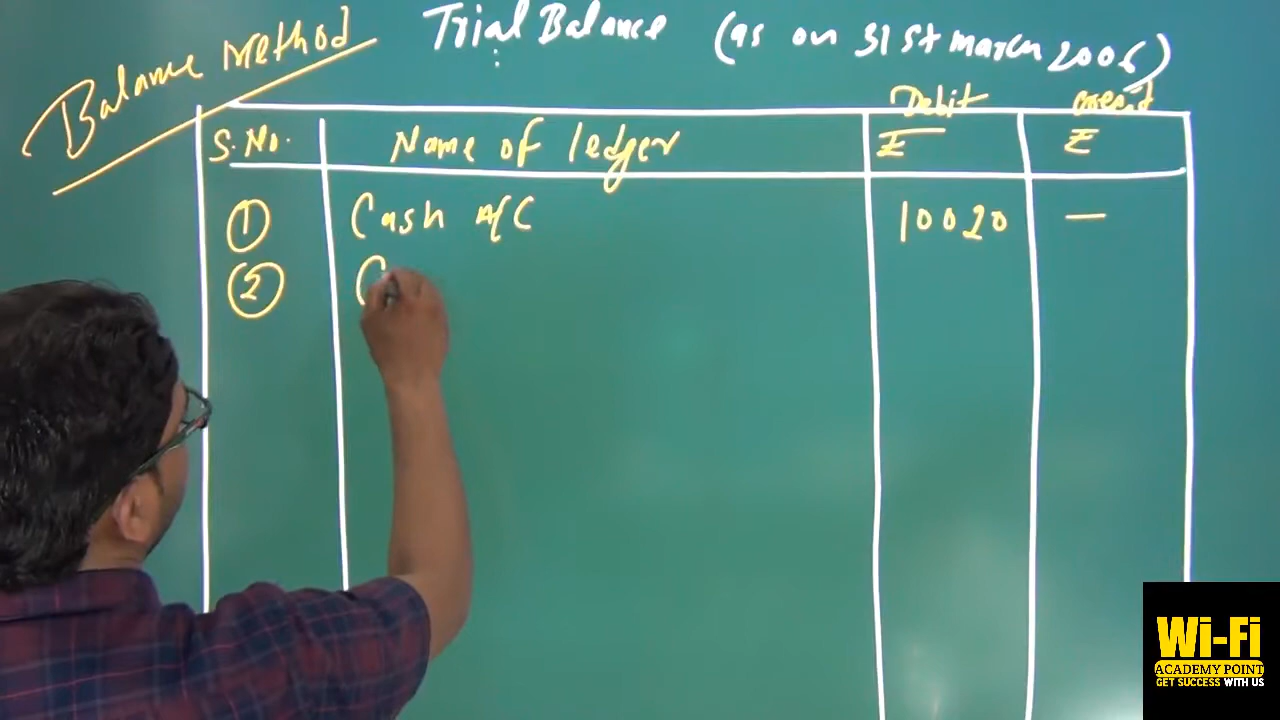 Balance Method
Trial Balance (as on 31st march 2006)
Debit
S.No. Name of ledger ₹ ₹
① Cash A/C 10020 —
② C
Wi-Fi
ACADEMY POINT
GET SUCCESS WITH US